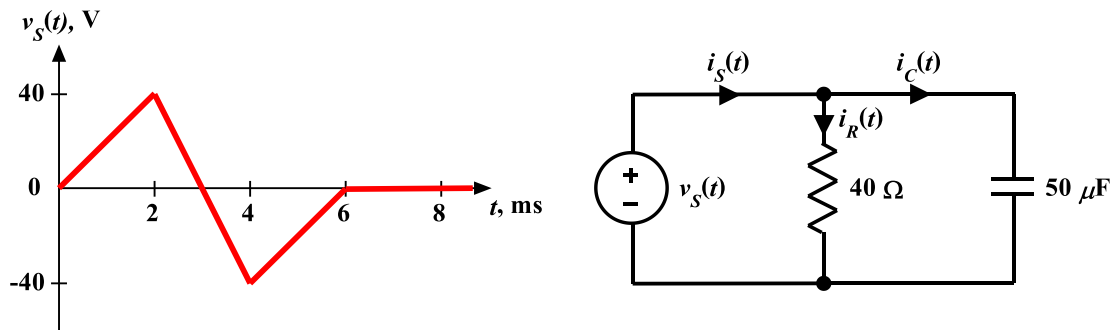 v_S(t), V
40
0
-40
2
4
6
8
t, ms
i_S(t)
i_C(t)
i_R(t)
+
−
v_S(t)
40 Ω
50 μF